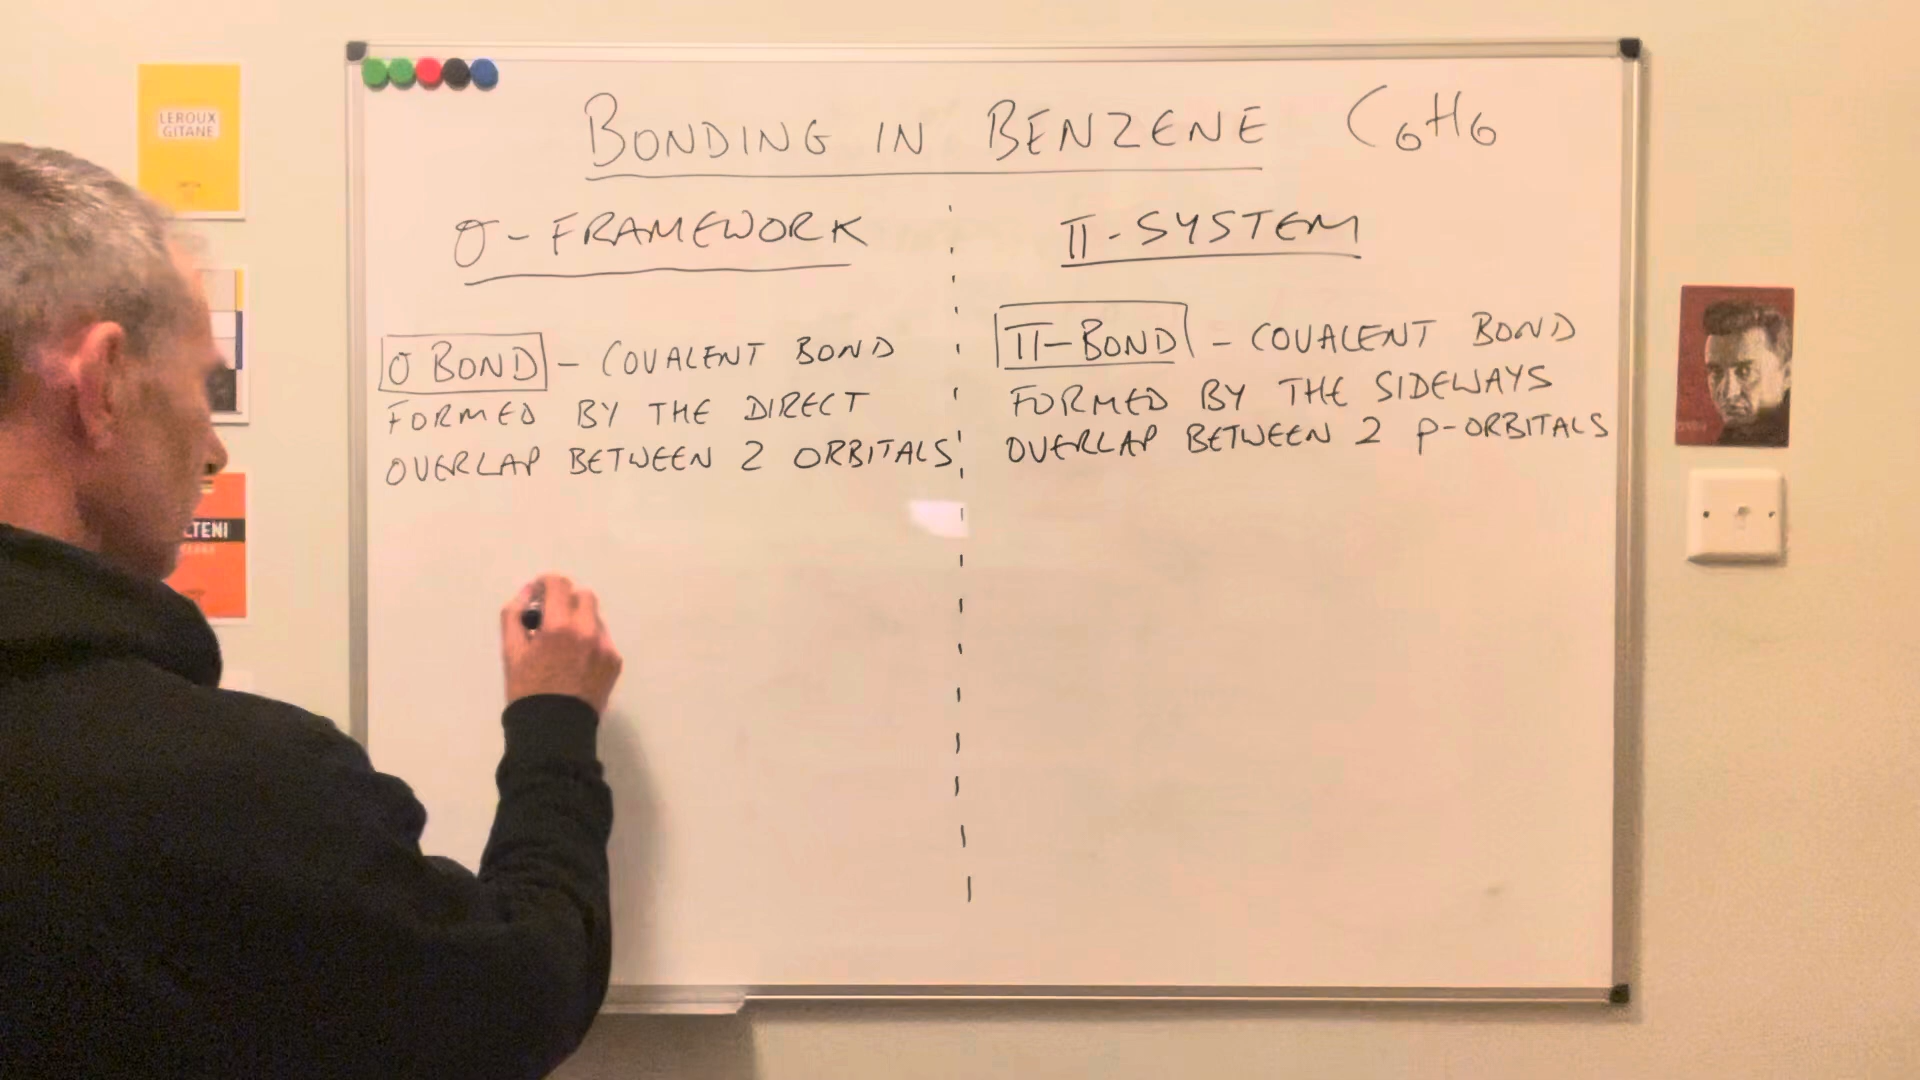 BONDING IN BENZENE C6H6
σ-FRAMEWORK
σ BOND - COVALENT BOND
FORMED BY THE DIRECT
OVERLAP BETWEEN 2 ORBITALS
π-SYSTEM
π-BOND - COVALENT BOND
FORMED BY THE SIDEWAYS
OVERLAP BETWEEN 2 p-ORBITALS
LEROUX
GITANE
LTENI